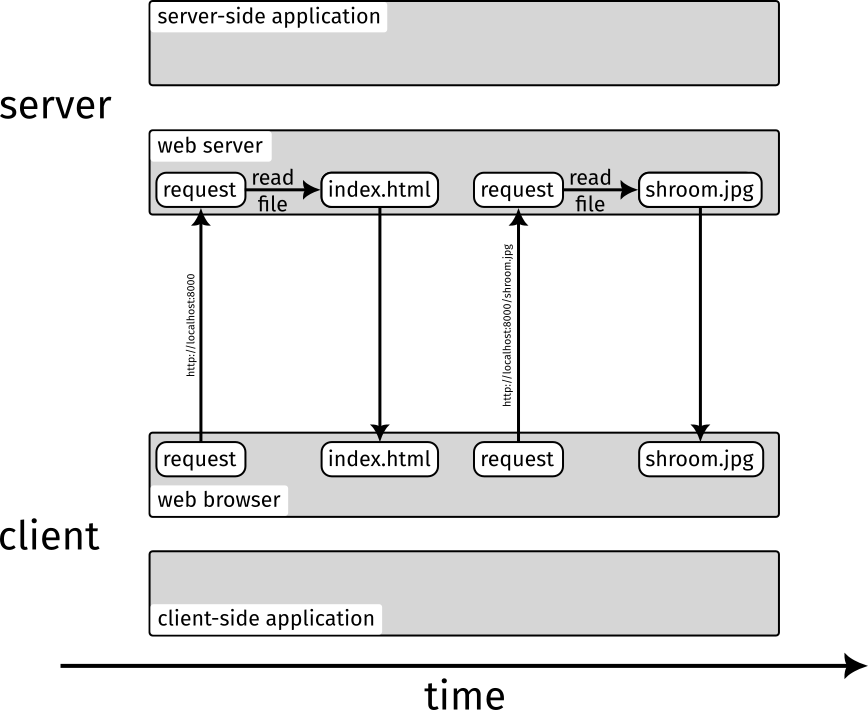 server-side application
server
web server
request
read
file
index.html
request
read
file
shroom.jpg
http://localhost:8000
http://localhost:8000/shroom.jpg
request
index.html
request
shroom.jpg
web browser
client
client-side application
time